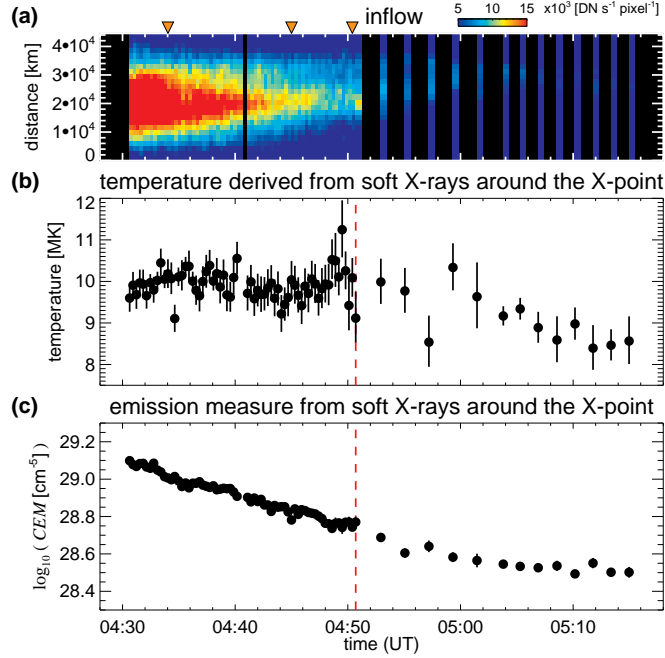 (a) inflow 5 10 15 x10³ [DN s⁻¹ pixel⁻¹]
distance [km]
4•10⁴
3•10⁴
2•10⁴
1•10⁴
0
(b) temperature derived from soft X-rays around the X-point
temperature [MK]
12
11
10
9
8
(c) emission measure from soft X-rays around the X-point
log₁₀ (CEM [cm⁻⁵])
29.2
29.0
28.8
28.6
28.4
04:30 04:40 04:50 05:00 05:10
time (UT)